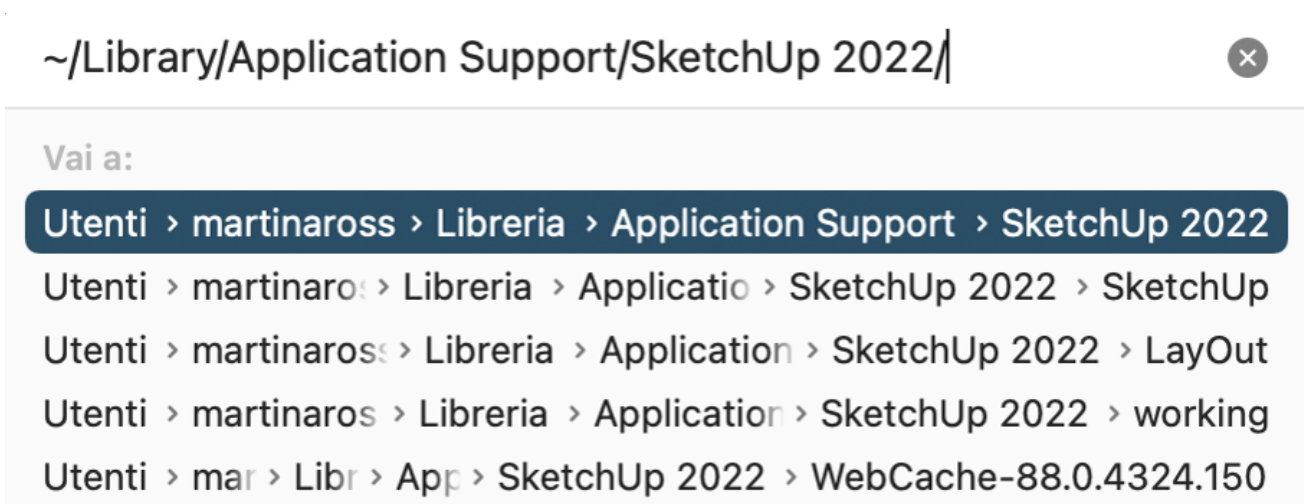 ~/Library/Application Support/SketchUp 2022/
Vai a:
Utenti › martinaross › Libreria › Application Support › SketchUp 2022
Utenti › martinaros › Libreria › Applicatio › SketchUp 2022 › SketchUp
Utenti › martinaross › Libreria › Application › SketchUp 2022 › LayOut
Utenti › martinaros › Libreria › Application › SketchUp 2022 › working
Utenti › mar › Libr › App › SketchUp 2022 › WebCache-88.0.4324.150